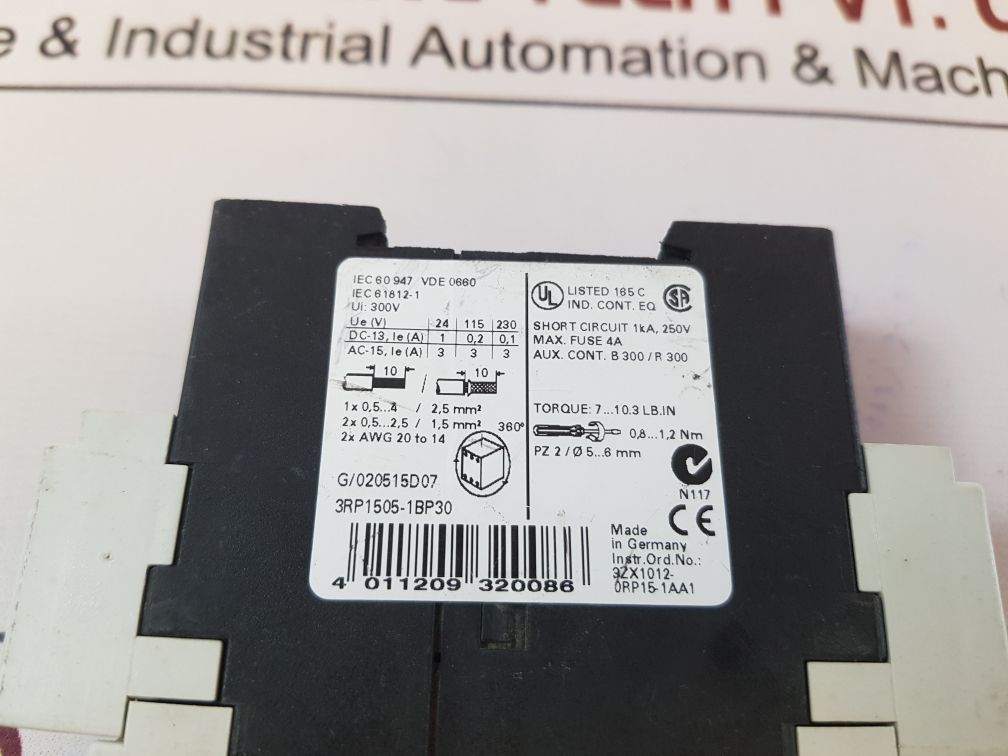 e & Industrial Automation & Mach
IEC 60 947 VDE 0660
IEC 61812-1
Ui: 300V
Ue (V) 24 115 230
DC-13, Ie (A) 1 0,2 0,1
AC-15, Ie (A) 3 3 3
10 / 10
1 x 0,5...4 / 2,5 mm²
2x 0,5...2,5 / 1,5 mm²
2x AWG 20 to 14
360°
G/020515D07
3RP1505-1BP30
4 011209 320086
UL LISTED 165 C
IND. CONT. EQ
SA
SHORT CIRCUIT 1kA, 250V
MAX. FUSE 4A
AUX. CONT. B 300 / R 300
TORQUE: 7...10.3 LB.IN
0,8...1,2 Nm
PZ 2 / Ø 5...6 mm
N117
CE
Made
in Germany
Instr.Ord.No.:
3ZX1012-
0RP15-1AA1